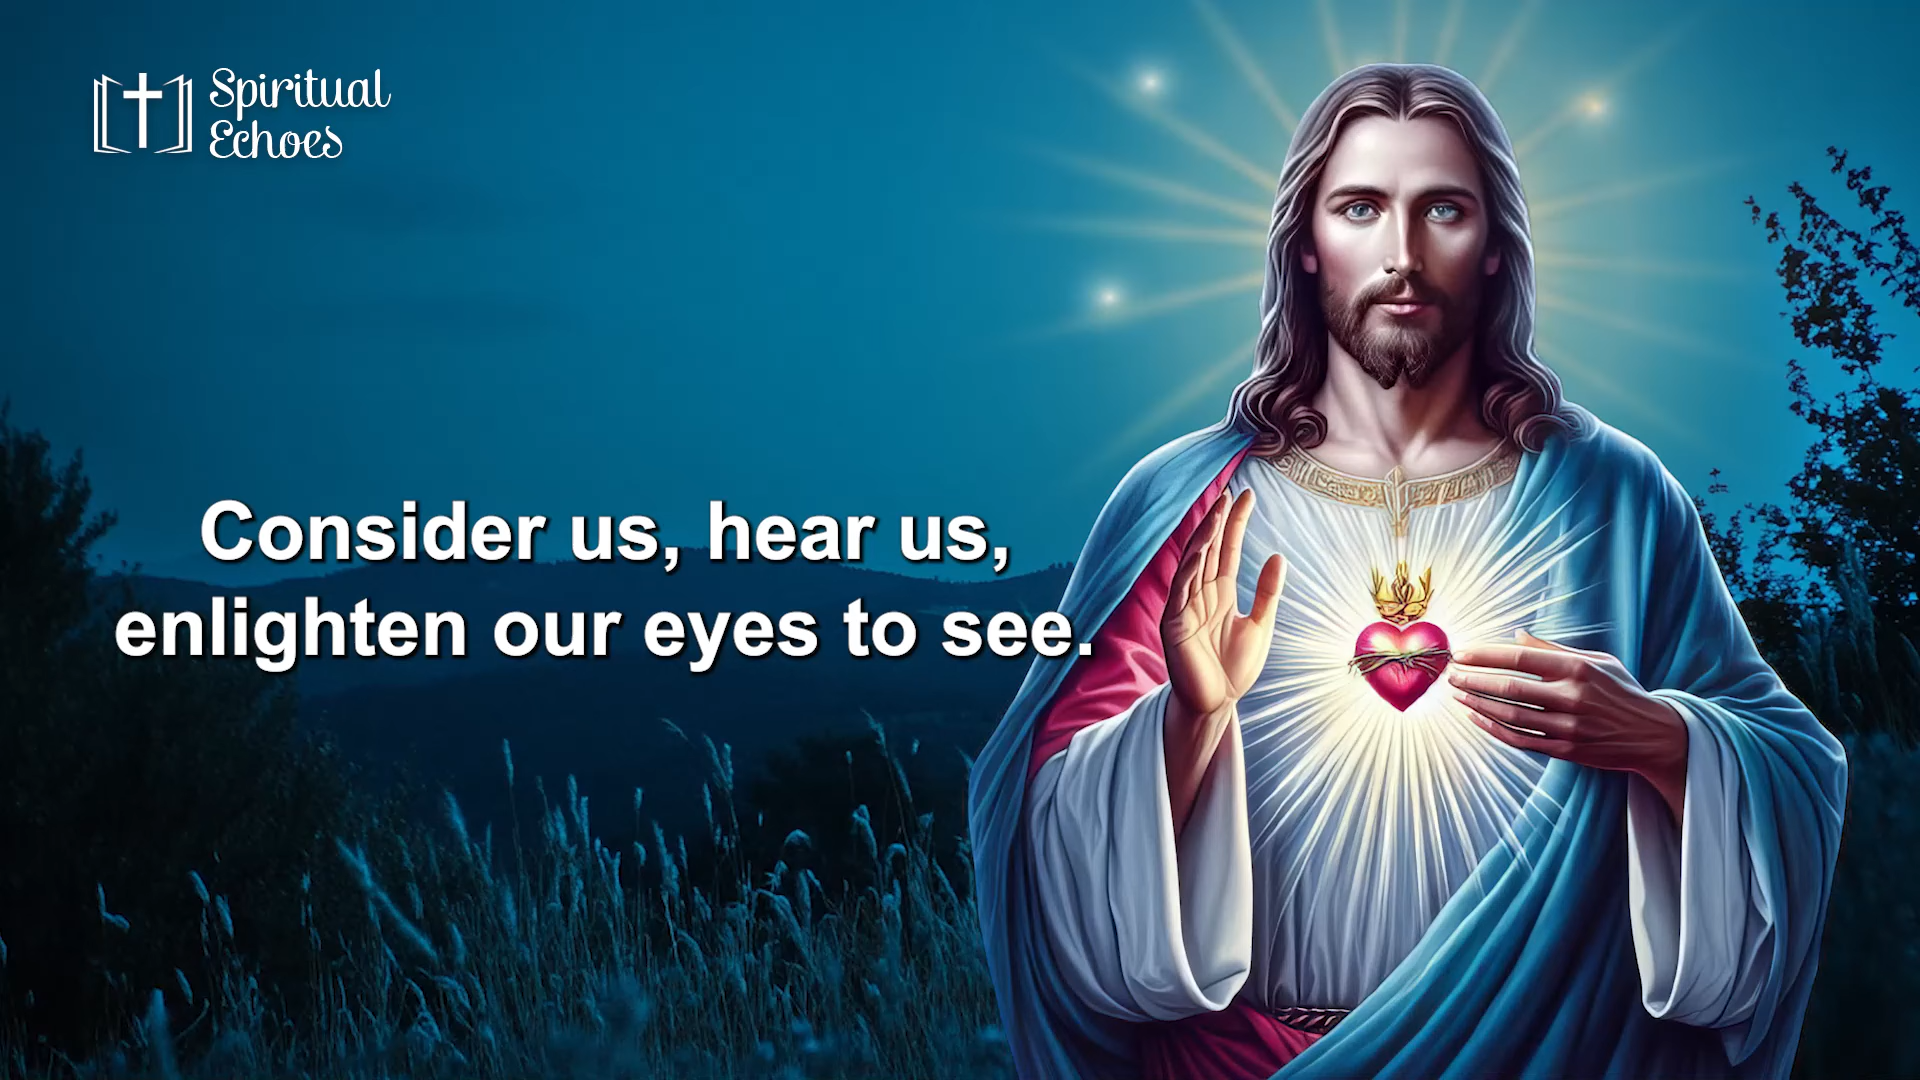 Spiritual
Echoes
Consider us, hear us,
enlighten our eyes to see.